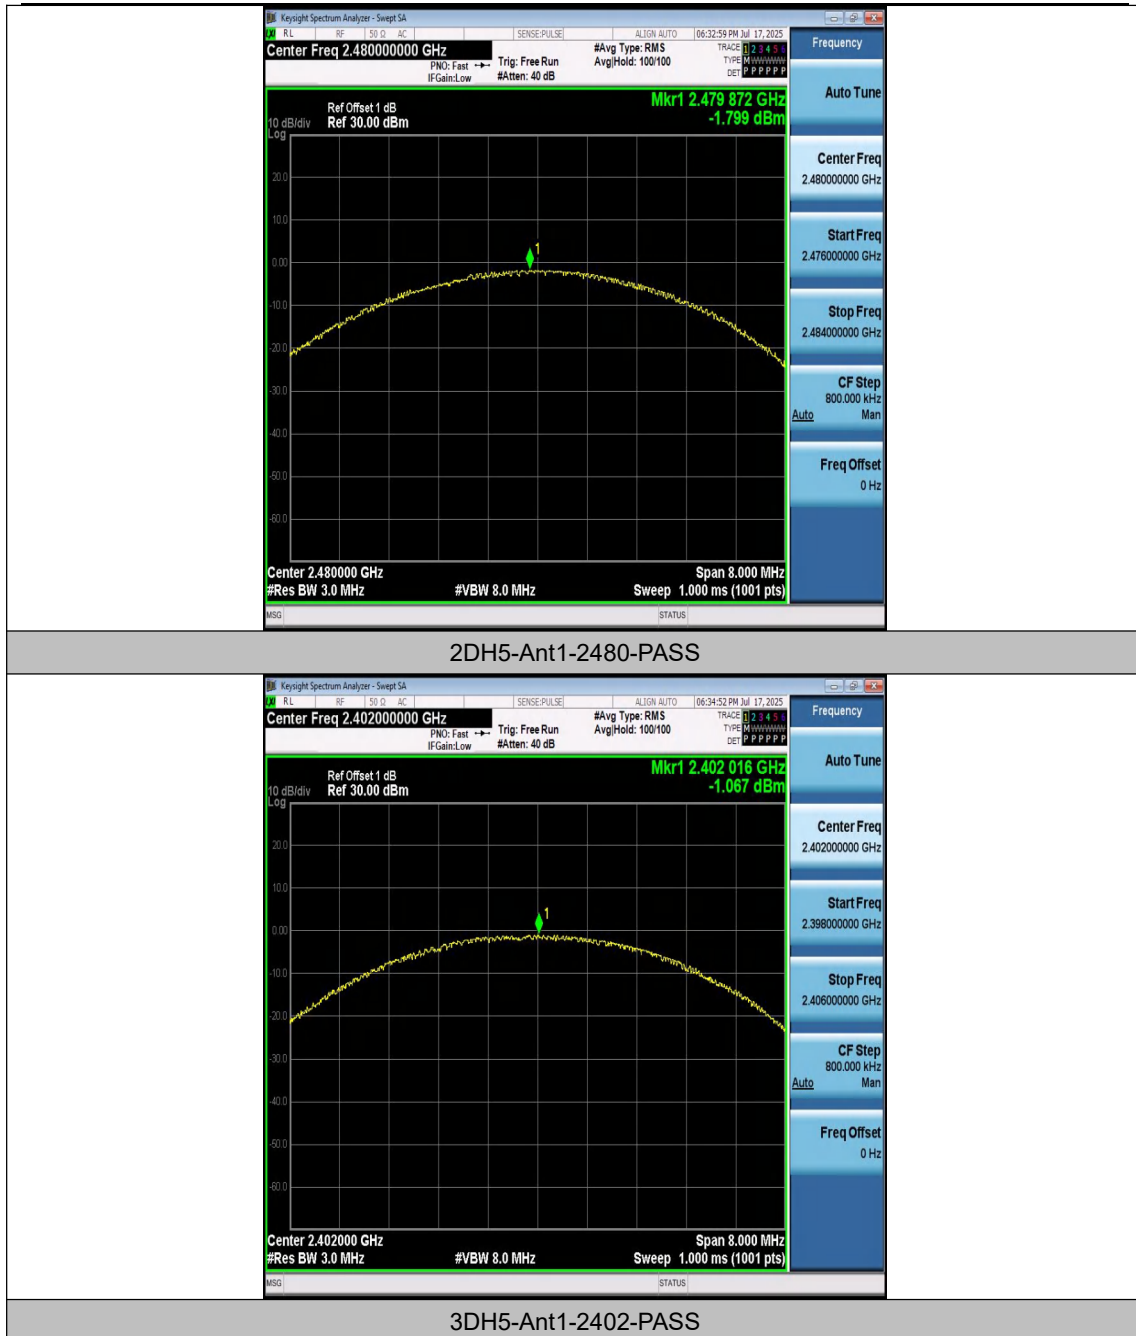 Keysight Spectrum Analyzer - Swept SA
RL RF 50 Ω AC SENSE:PULSE ALIGN AUTO 06:32:59 PM Jul 17, 2025
Center Freq 2.480000000 GHz
PNO: Fast
IFGain:Low
Trig: Free Run
#Atten: 40 dB
#Avg Type: RMS
Avg|Hold: 100/100
TRACE 1 2 3 4 5 6
TYPE M WWWWW
DET P P P P P P
Frequency
Mkr1 2.479 872 GHz
-1.799 dBm
Ref Offset 1 dB
10 dB/div Ref 30.00 dBm
Log
20.0
10.0
0.00
-10.0
-20.0
-30.0
-40.0
-50.0
-60.0
1
Center 2.480000 GHz Span 8.000 MHz
#Res BW 3.0 MHz #VBW 8.0 MHz Sweep 1.000 ms (1001 pts)
MSG STATUS
Auto Tune
Center Freq
2.480000000 GHz
Start Freq
2.476000000 GHz
Stop Freq
2.484000000 GHz
CF Step
800.000 kHz
Auto Man
Freq Offset
0 Hz
2DH5-Ant1-2480-PASS
Keysight Spectrum Analyzer - Swept SA
RL RF 50 Ω AC SENSE:PULSE ALIGN AUTO 06:34:52 PM Jul 17, 2025
Center Freq 2.402000000 GHz
PNO: Fast
IFGain:Low
Trig: Free Run
#Atten: 40 dB
#Avg Type: RMS
Avg|Hold: 100/100
TRACE 1 2 3 4 5 6
TYPE M WWWWW
DET P P P P P P
Frequency
Mkr1 2.402 016 GHz
-1.067 dBm
Ref Offset 1 dB
10 dB/div Ref 30.00 dBm
Log
20.0
10.0
0.00
-10.0
-20.0
-30.0
-40.0
-50.0
-60.0
1
Center 2.402000 GHz Span 8.000 MHz
#Res BW 3.0 MHz #VBW 8.0 MHz Sweep 1.000 ms (1001 pts)
MSG STATUS
Auto Tune
Center Freq
2.402000000 GHz
Start Freq
2.398000000 GHz
Stop Freq
2.406000000 GHz
CF Step
800.000 kHz
Auto Man
Freq Offset
0 Hz
3DH5-Ant1-2402-PASS